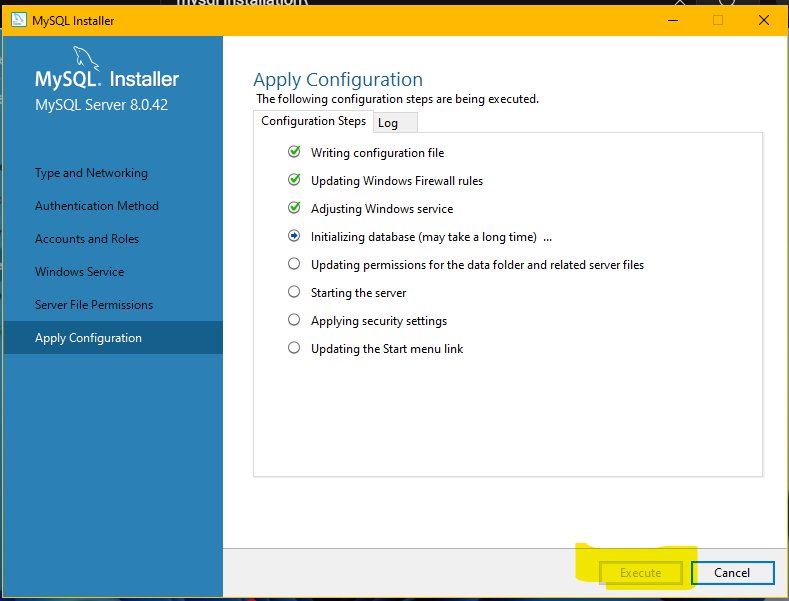 MySQL Installer
MySQL. Installer
MySQL Server 8.0.42
Type and Networking
Authentication Method
Accounts and Roles
Windows Service
Server File Permissions
Apply Configuration
Apply Configuration
The following configuration steps are being executed.
Configuration Steps Log
Writing configuration file
Updating Windows Firewall rules
Adjusting Windows service
Initializing database (may take a long time) ...
Updating permissions for the data folder and related server files
Starting the server
Applying security settings
Updating the Start menu link
Execute Cancel